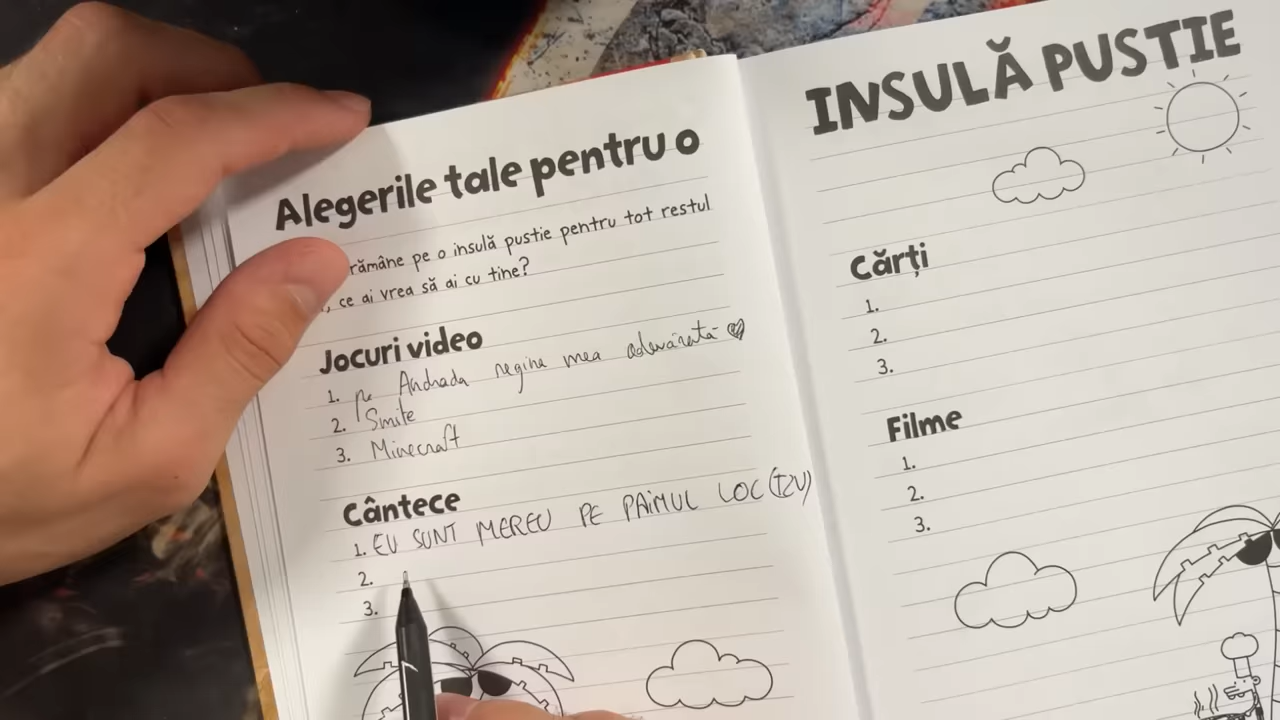 Alegerile tale pentru o
rămâne pe o insulă pustie pentru tot restul
, ce ai vrea să ai cu tine?
Jocuri video
1. pe Andrada regina mea adevărată
2. Smite
3. Minecraft
Cântece
1. EU SUNT MEREU PE PAIMUL LOC (IZU)
2.
3.
INSULĂ PUSTIE
Cărți
1.
2.
3.
Filme
1.
2.
3.